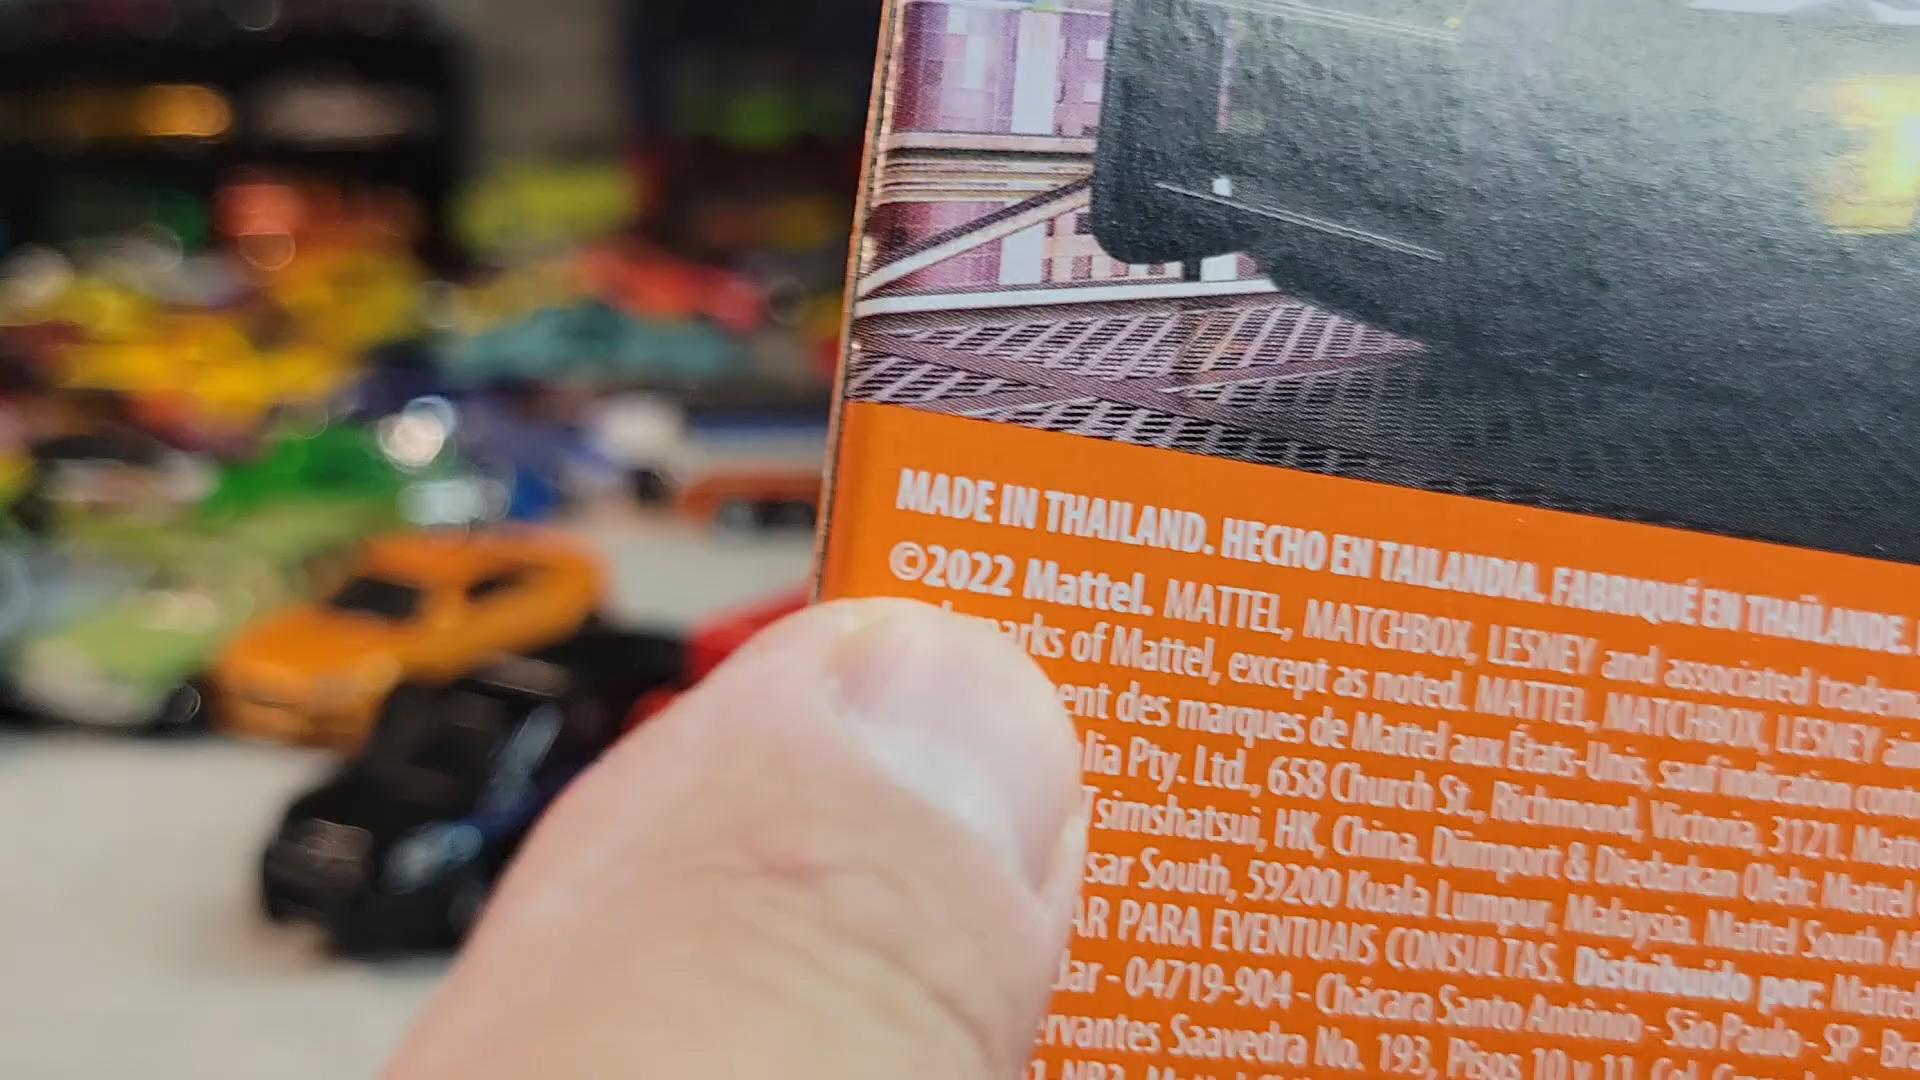 MADE IN THAILAND. HECHO EN TAILANDIA. FABRIQUÉ EN THAÏLANDE.
©2022 Mattel. MATTEL, MATCHBOX, LESNEY and associated tradem
arks of Mattel, except as noted. MATTEL, MATCHBOX, LESNEY
ent des marques de Mattel aux États-Unis, sauf indication cont
lia Pty. Ltd., 658 Church St., Richmond, Victoria, 3121. Matt
Tsimshatsui, HK, China. Diimport & Diedarkan Oleh: Mattel
sar South, 59200 Kuala Lumpur, Malaysia. Mattel South Af
AR PARA EVENTUAIS CONSULTAS. Distribuído por: Mattel
dar - 04719-904 - Chácara Santo Antônio - São Paulo - SP - Bra
ervantes Saavedra No. 193, Pisos 10 y 11, Col.